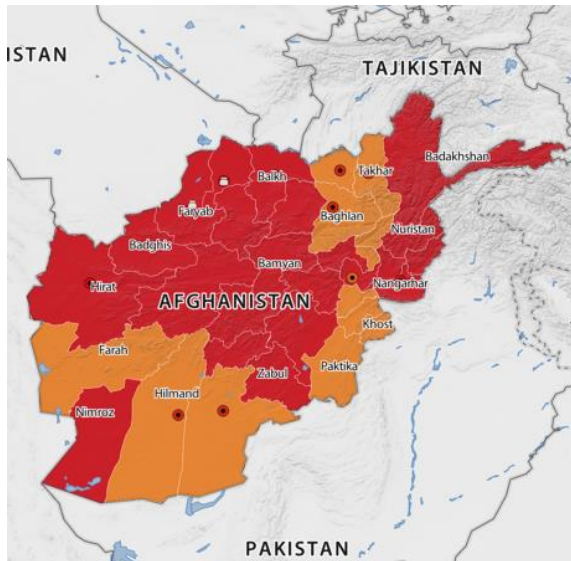 ISTAN
TAJIKISTAN
Balkh
Takhar
Badakhshan
Faryab
Baghlan
Nuristan
Badghis
Bamyan
Hirat
Nangarhar
AFGHANISTAN
Khost
Farah
Paktika
Zabul
Hilmand
Nimroz
PAKISTAN